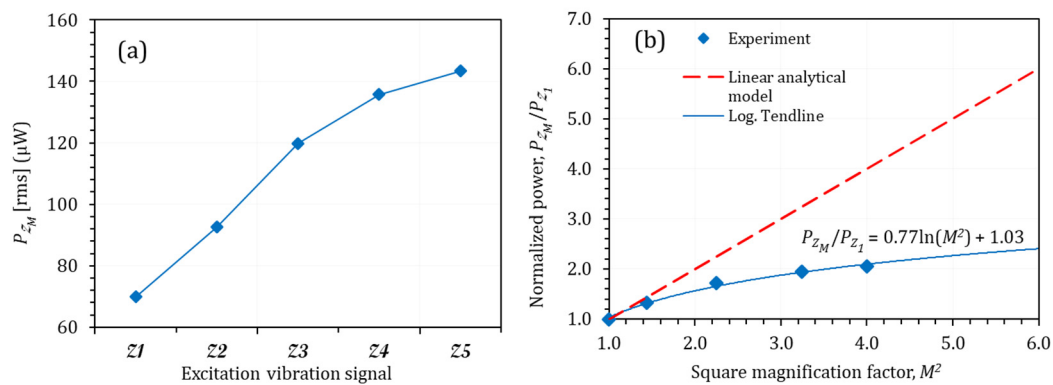 (a)
160
140
120
100
80
60
P_{Z_M} [rms] (µW)
Z1 Z2 Z3 Z4 Z5
Excitation vibration signal
(b)
7.0
6.0
5.0
4.0
3.0
2.0
1.0
Normalized power, P_{Z_M}/P_{Z_1}
Experiment
Linear analytical
model
Log. Tendline
P_{Z_M}/P_{Z_1} = 0.77ln(M²) + 1.03
1.0 2.0 3.0 4.0 5.0 6.0
Square magnification factor, M²